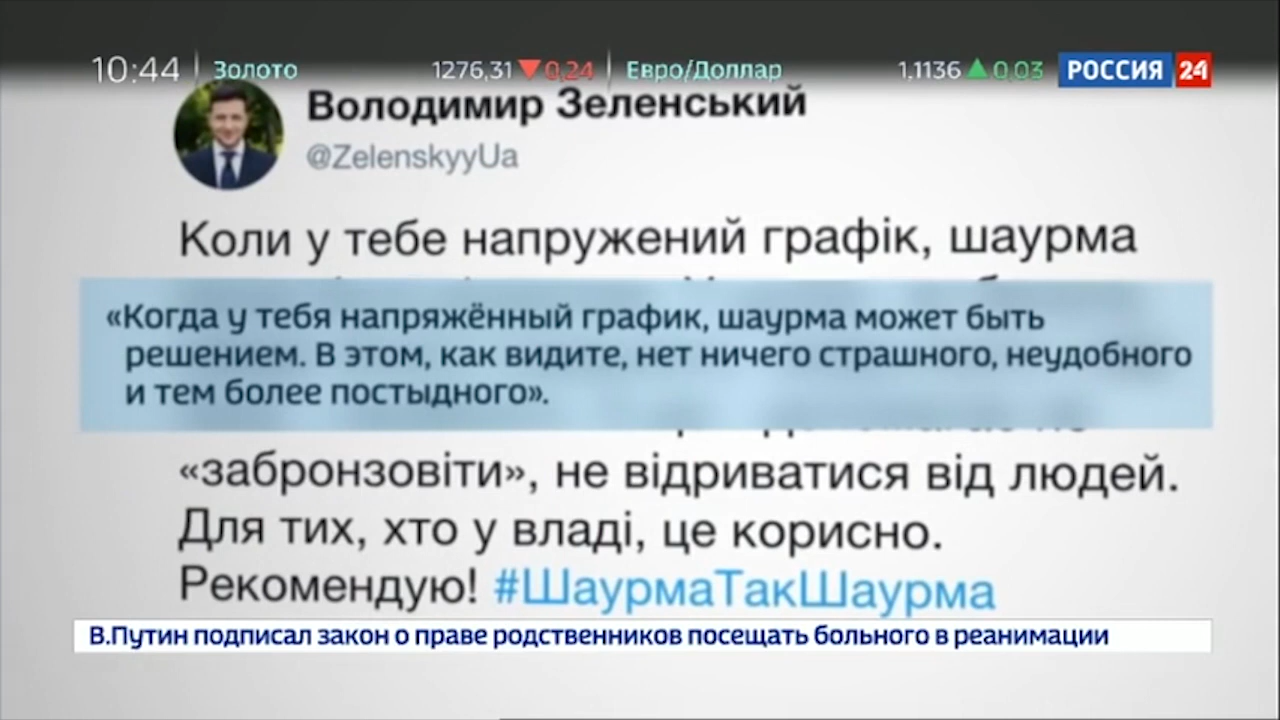 10:44 Золото 1276,31 ▼ 0,24 Евро/Доллар 1,1136 ▲ 0,03 РОССИЯ 24
Володимир Зеленський
@ZelenskyyUa
Коли у тебе напружений графік, шаурма
«Когда у тебя напряжённый график, шаурма может быть
решением. В этом, как видите, нет ничего страшного, неудобного
и тем более постыдного».
«забронзовіти», не відриватися від людей.
Для тих, хто у владі, це корисно.
Рекомендую! #ШаурмаТакШаурма
В.Путин подписал закон о праве родственников посещать больного в реанимации